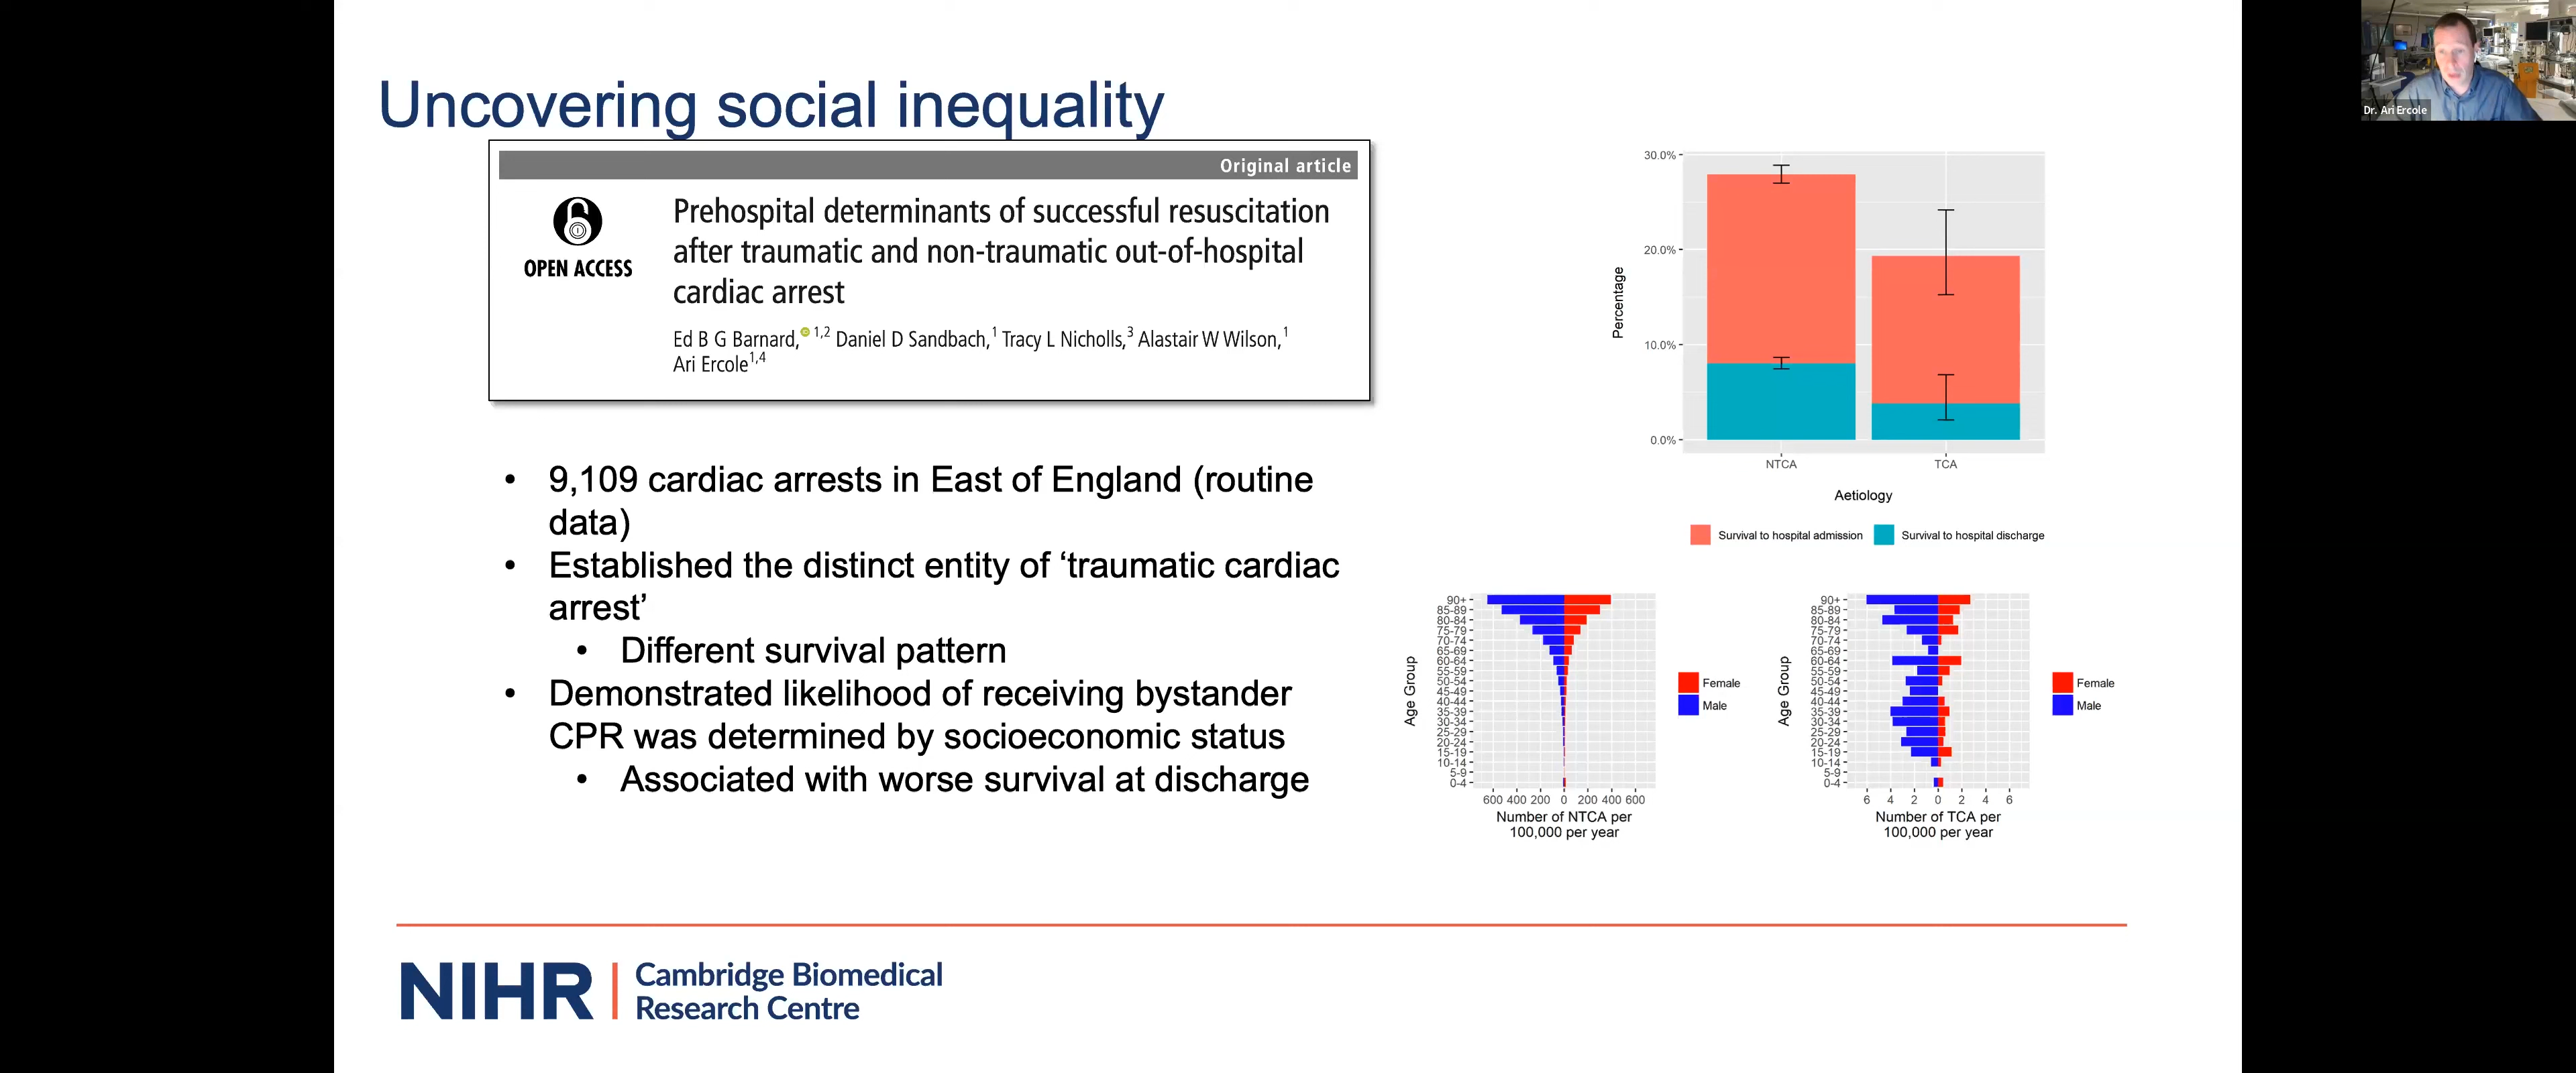 Uncovering social inequality
Original article
OPEN ACCESS
Prehospital determinants of successful resuscitation
after traumatic and non-traumatic out-of-hospital
cardiac arrest
Ed B G Barnard, 1,2 Daniel D Sandbach,1 Tracy L Nicholls,3 Alastair W Wilson,1
Ari Ercole1,4
• 9,109 cardiac arrests in East of England (routine
data)
• Established the distinct entity of ‘traumatic cardiac
arrest’
• Different survival pattern
• Demonstrated likelihood of receiving bystander
CPR was determined by socioeconomic status
• Associated with worse survival at discharge
Percentage
30.0%
20.0%
10.0%
0.0%
NTCA TCA
Aetiology
Survival to hospital admission Survival to hospital discharge
Age Group
90+
85-89
80-84
75-79
70-74
65-69
60-64
55-59
50-54
45-49
40-44
35-39
30-34
25-29
20-24
15-19
10-14
5-9
0-4
600 400 200 0 200 400 600
Number of NTCA per
100,000 per year
Female
Male
Age Group
90+
85-89
80-84
75-79
70-74
65-69
60-64
55-59
50-54
45-49
40-44
35-39
30-34
25-29
20-24
15-19
10-14
5-9
0-4
6 4 2 0 2 4 6
Number of TCA per
100,000 per year
Female
Male
NIHR
Cambridge Biomedical
Research Centre
Dr. Ari Ercole